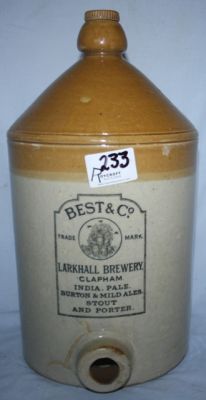 233
BEST & Co.
TRADE MARK.
LARKHALL BREWERY,
CLAPHAM.
INDIA. PALE.
BURTON & MILD ALES.
STOUT
AND PORTER.